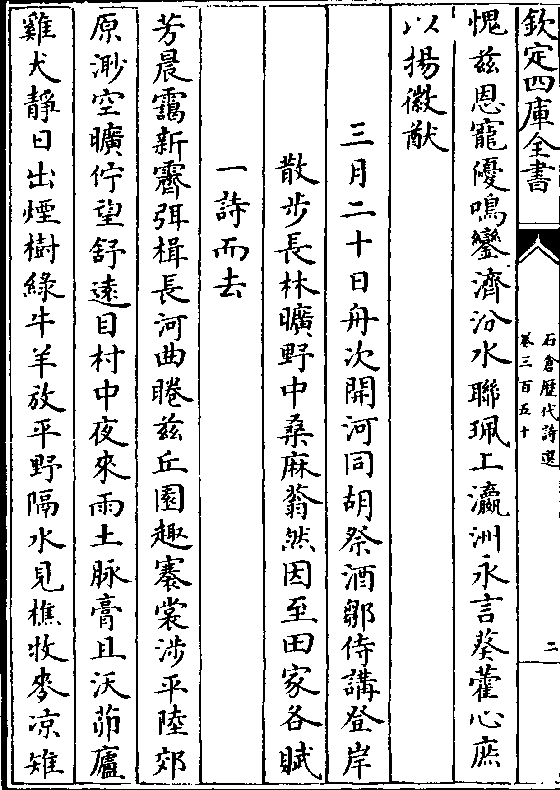 欽定四庫全書
石倉歷代詩選
卷三百五十
二
愧茲恩寵優鳴鑾濟汾水聯珮上瀛洲永言葵藿心庶
以揚徽猷
三月二十日舟次開河同胡祭酒鄒侍講登岸
散步長林曠野中桑麻蓊然因至田家各賦
一詩而去
芳晨靄新霽弭楫長河曲睠茲丘園趣褰裳涉平陸郊
原渺空曠佇望舒遠目村中夜來雨土脉膏且沃茆廬
雞犬靜日出煙樹綠牛羊放平野隔水見樵牧麥凉雉